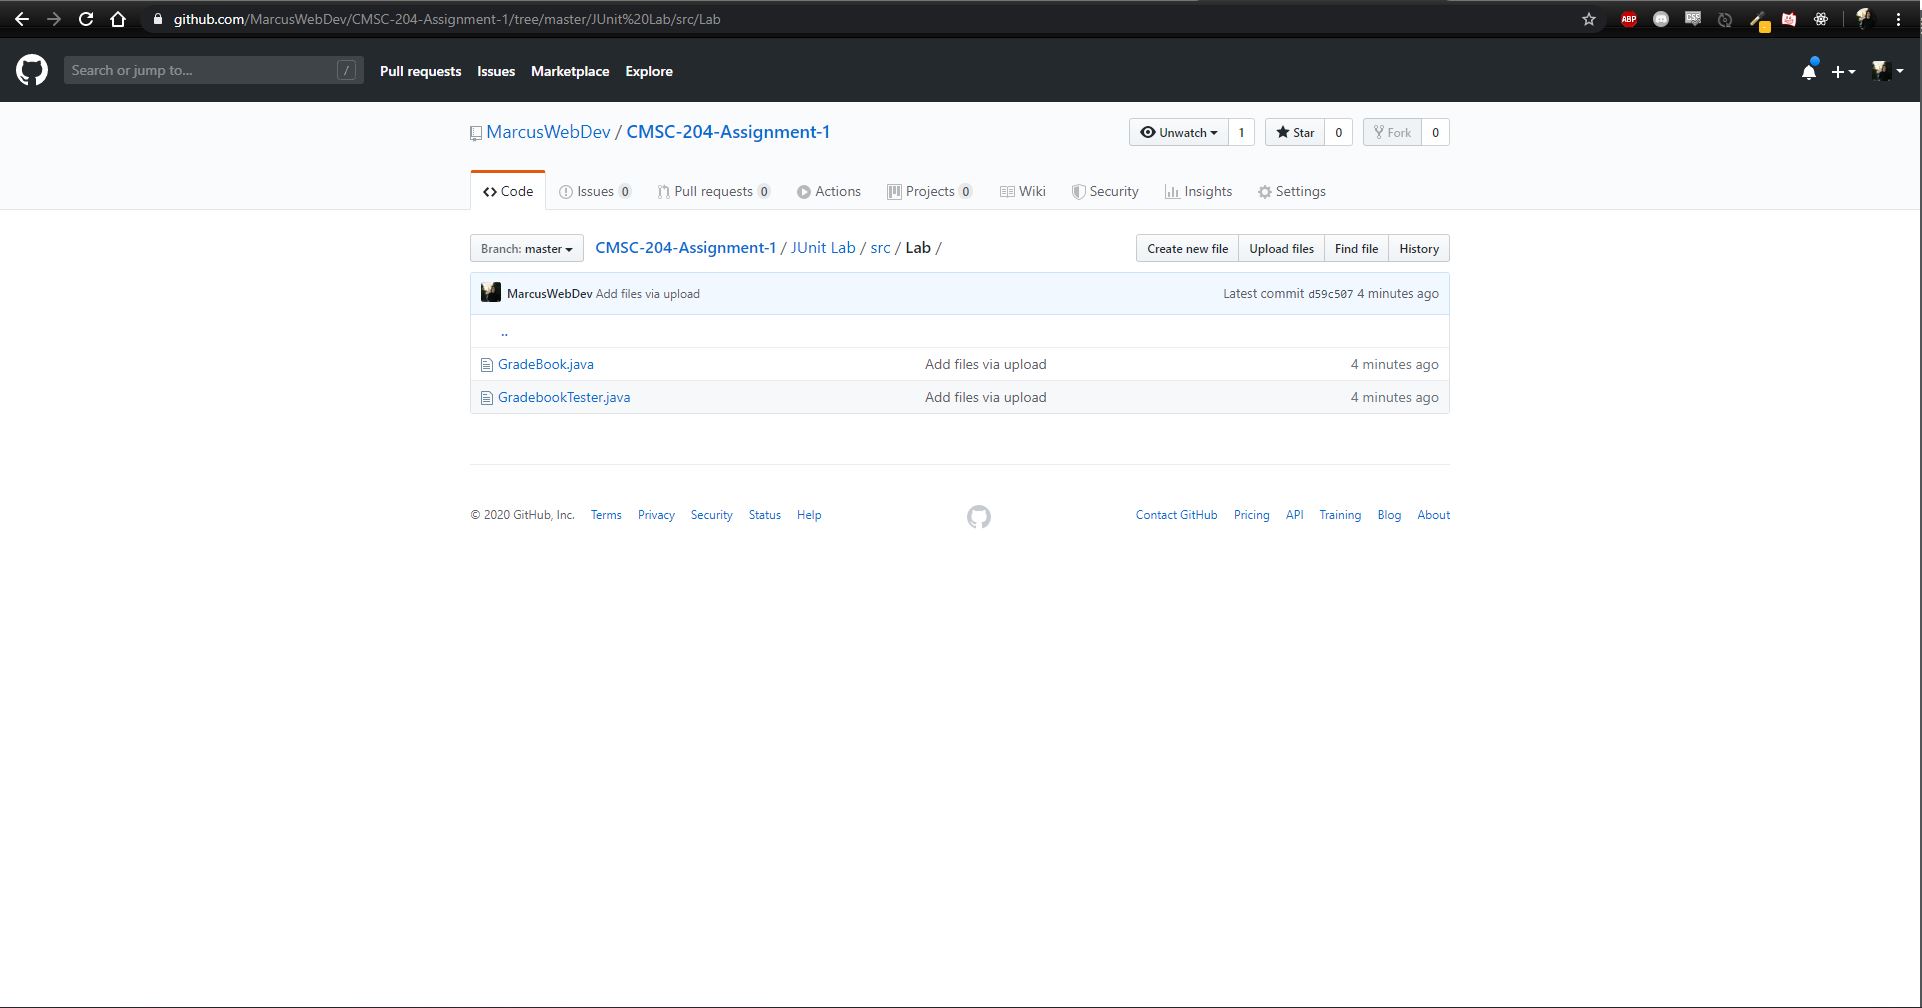 github.com/MarcusWebDev/CMSC-204-Assignment-1/tree/master/JUnit%20Lab/src/Lab
ABP
CSP
Search or jump to... / Pull requests Issues Marketplace Explore
MarcusWebDev / CMSC-204-Assignment-1 Unwatch 1 Star 0 Fork 0
Code Issues 0 Pull requests 0 Actions Projects 0 Wiki Security Insights Settings
Branch: master CMSC-204-Assignment-1 / JUnit Lab / src / Lab / Create new file Upload files Find file History
MarcusWebDev Add files via upload Latest commit d59c507 4 minutes ago
..
GradeBook.java Add files via upload 4 minutes ago
GradebookTester.java Add files via upload 4 minutes ago
© 2020 GitHub, Inc. Terms Privacy Security Status Help Contact GitHub Pricing API Training Blog About